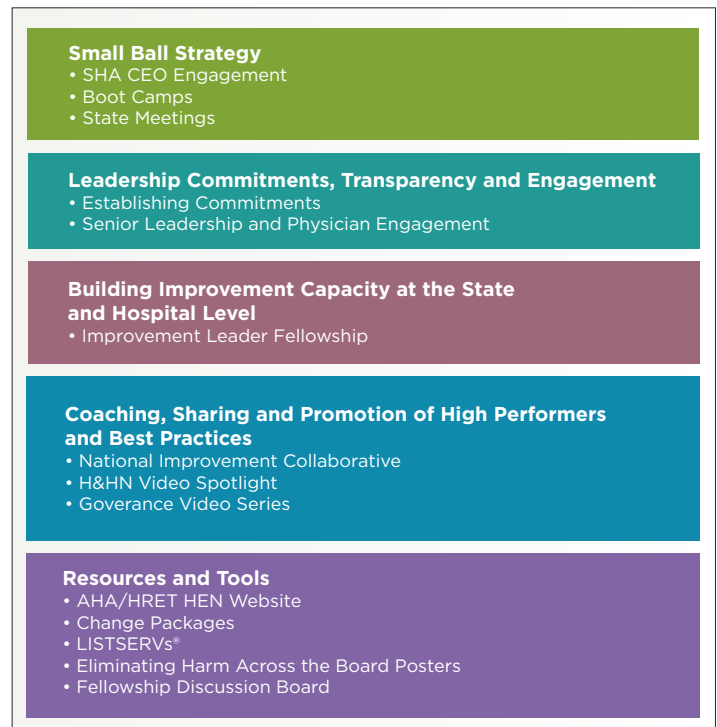 Small Ball Strategy
• SHA CEO Engagement
• Boot Camps
• State Meetings
Leadership Commitments, Transparency and Engagement
• Establishing Commitments
• Senior Leadership and Physician Engagement
Building Improvement Capacity at the State
and Hospital Level
• Improvement Leader Fellowship
Coaching, Sharing and Promotion of High Performers
and Best Practices
• National Improvement Collaborative
• H&HN Video Spotlight
• Goverance Video Series
Resources and Tools
• AHA/HRET HEN Website
• Change Packages
• LISTSERVs®
• Eliminating Harm Across the Board Posters
• Fellowship Discussion Board